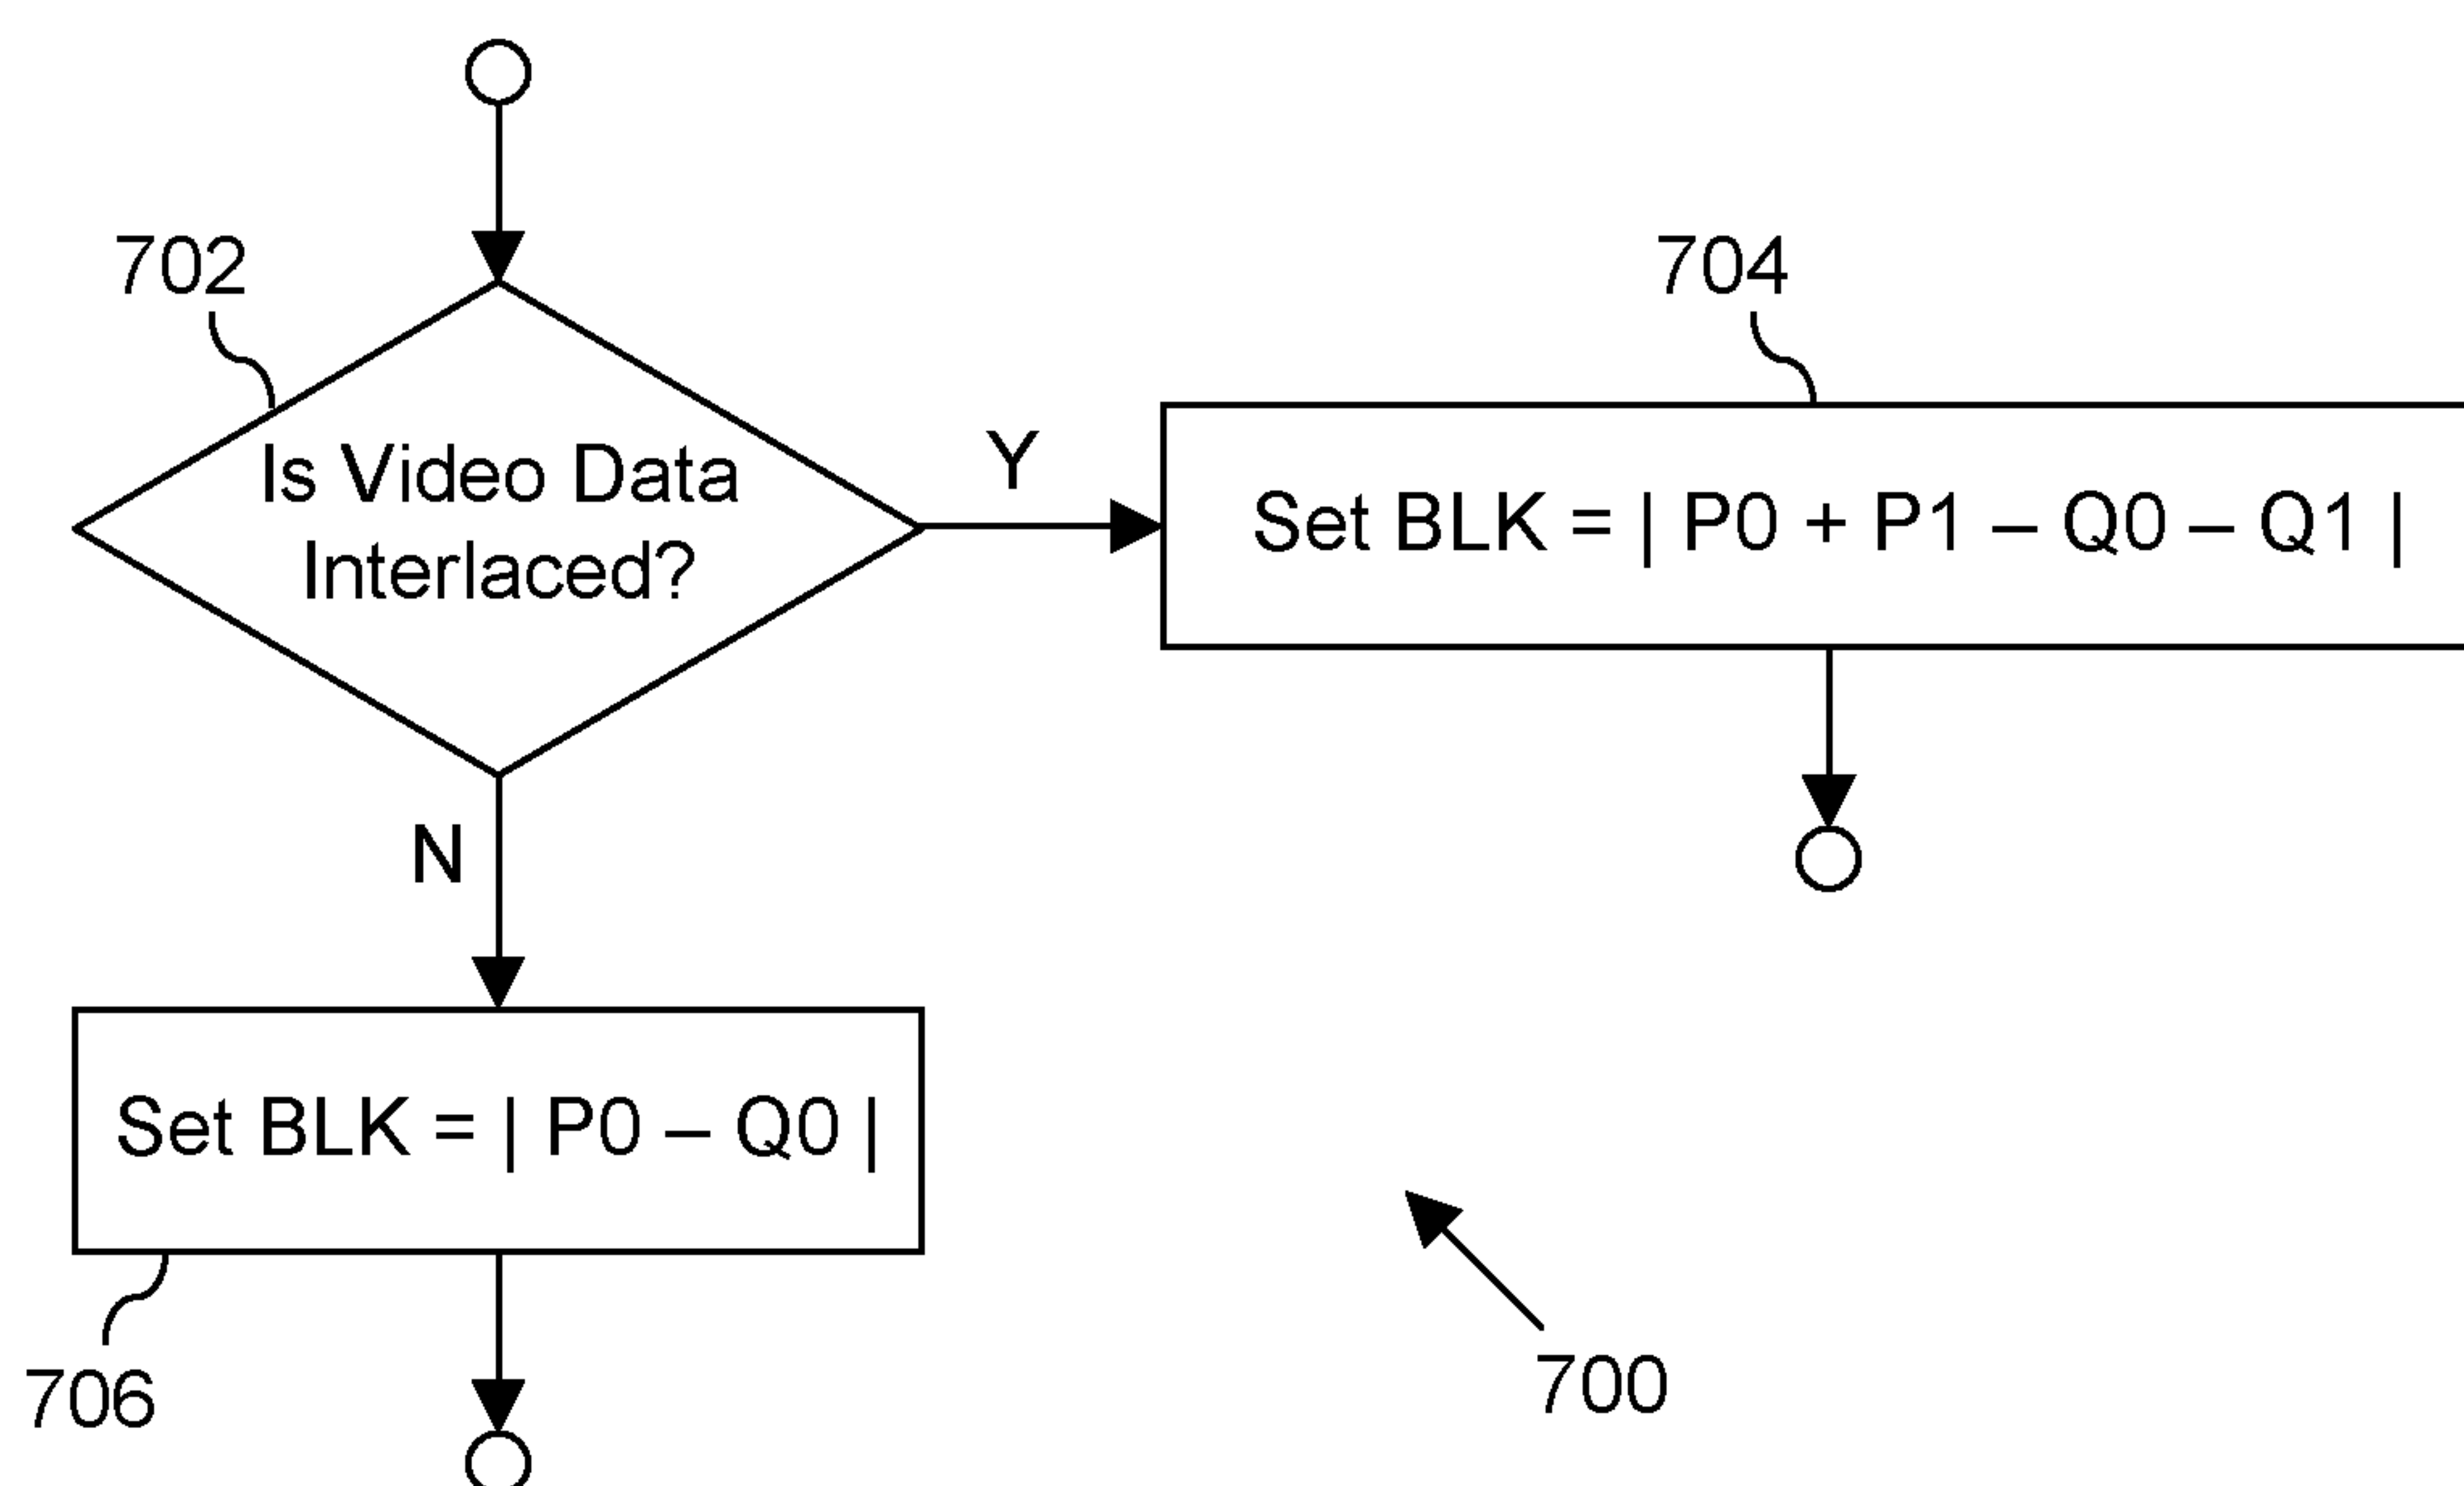 702
704
Is Video Data
Interlaced?
Y
Set BLK = | P0 + P1 – Q0 – Q1 |
N
Set BLK = | P0 – Q0 |
706
700